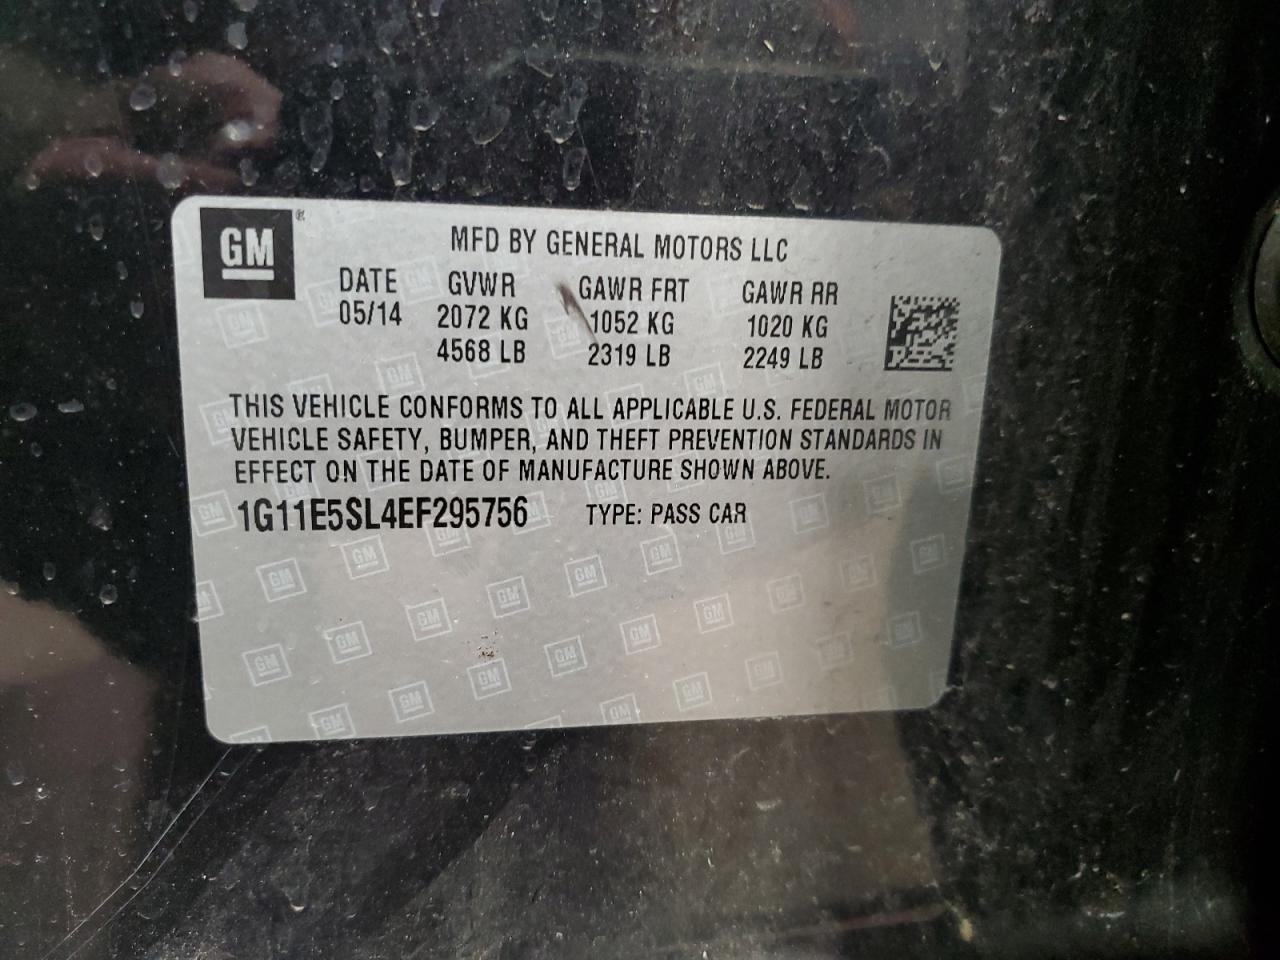 GM ®
MFD BY GENERAL MOTORS LLC
DATE GVWR GAWR FRT GAWR RR
05/14 2072 KG 1052 KG 1020 KG
4568 LB 2319 LB 2249 LB
THIS VEHICLE CONFORMS TO ALL APPLICABLE U.S. FEDERAL MOTOR
VEHICLE SAFETY, BUMPER, AND THEFT PREVENTION STANDARDS IN
EFFECT ON THE DATE OF MANUFACTURE SHOWN ABOVE.
1G11E5SL4EF295756 TYPE: PASS CAR